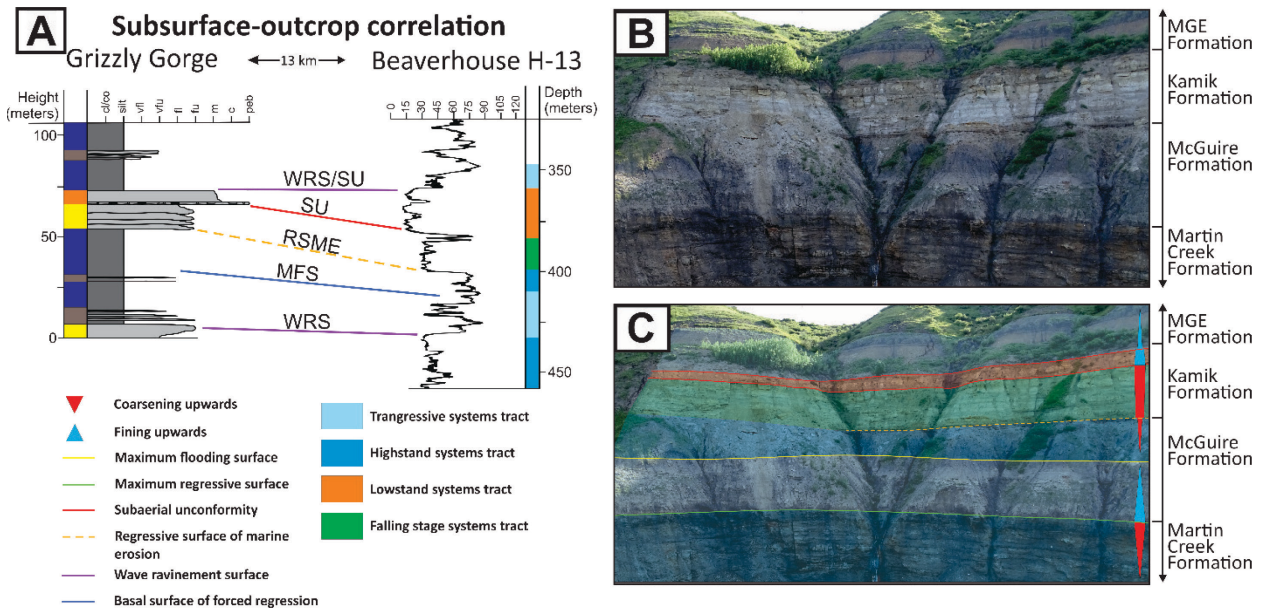 A
Subsurface-outcrop correlation
Grizzly Gorge
13 km
Beaverhouse H-13
Height
(meters)
cl/co
silt
vfl
vfu
fl
fu
m
c
peb
0
15
30
45
60
75
90
105
120
Depth
(meters)
100
50
0
WRS/SU
SU
RSME
MFS
WRS
350
400
450
Coarsening upwards
Fining upwards
Maximum flooding surface
Maximum regressive surface
Subaerial unconformity
Regressive surface of marine
erosion
Wave ravinement surface
Basal surface of forced regression
Trangressive systems tract
Highstand systems tract
Lowstand systems tract
Falling stage systems tract
B
MGE
Formation
Kamik
Formation
McGuire
Formation
Martin
Creek
Formation
C
MGE
Formation
Kamik
Formation
McGuire
Formation
Martin
Creek
Formation